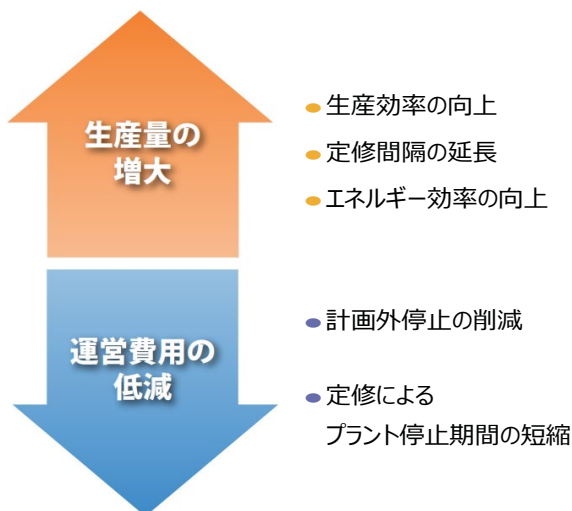 生産量の
増大
● 生産効率の向上
● 定修間隔の延長
● エネルギー効率の向上
運営費用の
低減
● 計画外停止の削減
● 定修による
プラント停止期間の短縮